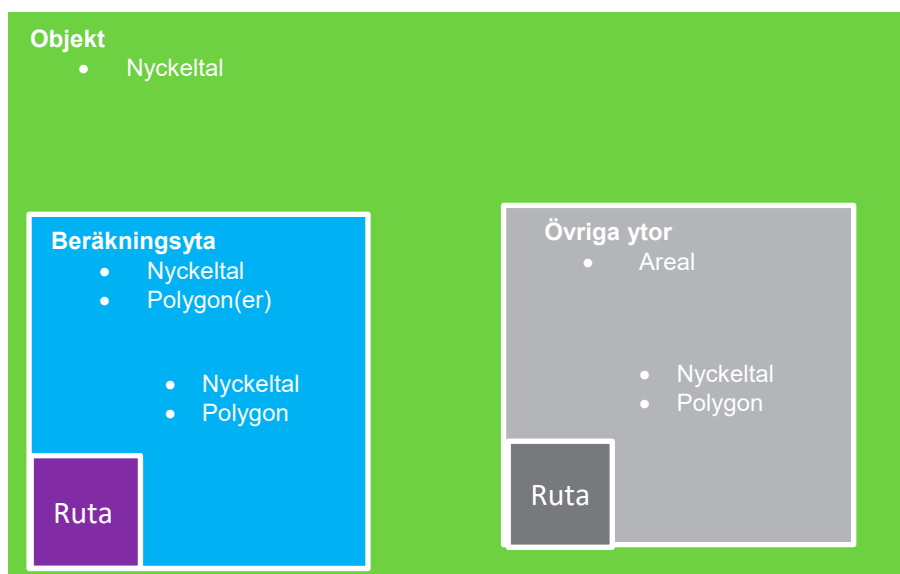 Objekt
● Nyckeltal
Beräkningsyta
● Nyckeltal
● Polygon(er)
● Nyckeltal
● Polygon
Ruta
Övriga ytor
● Areal
● Nyckeltal
● Polygon
Ruta